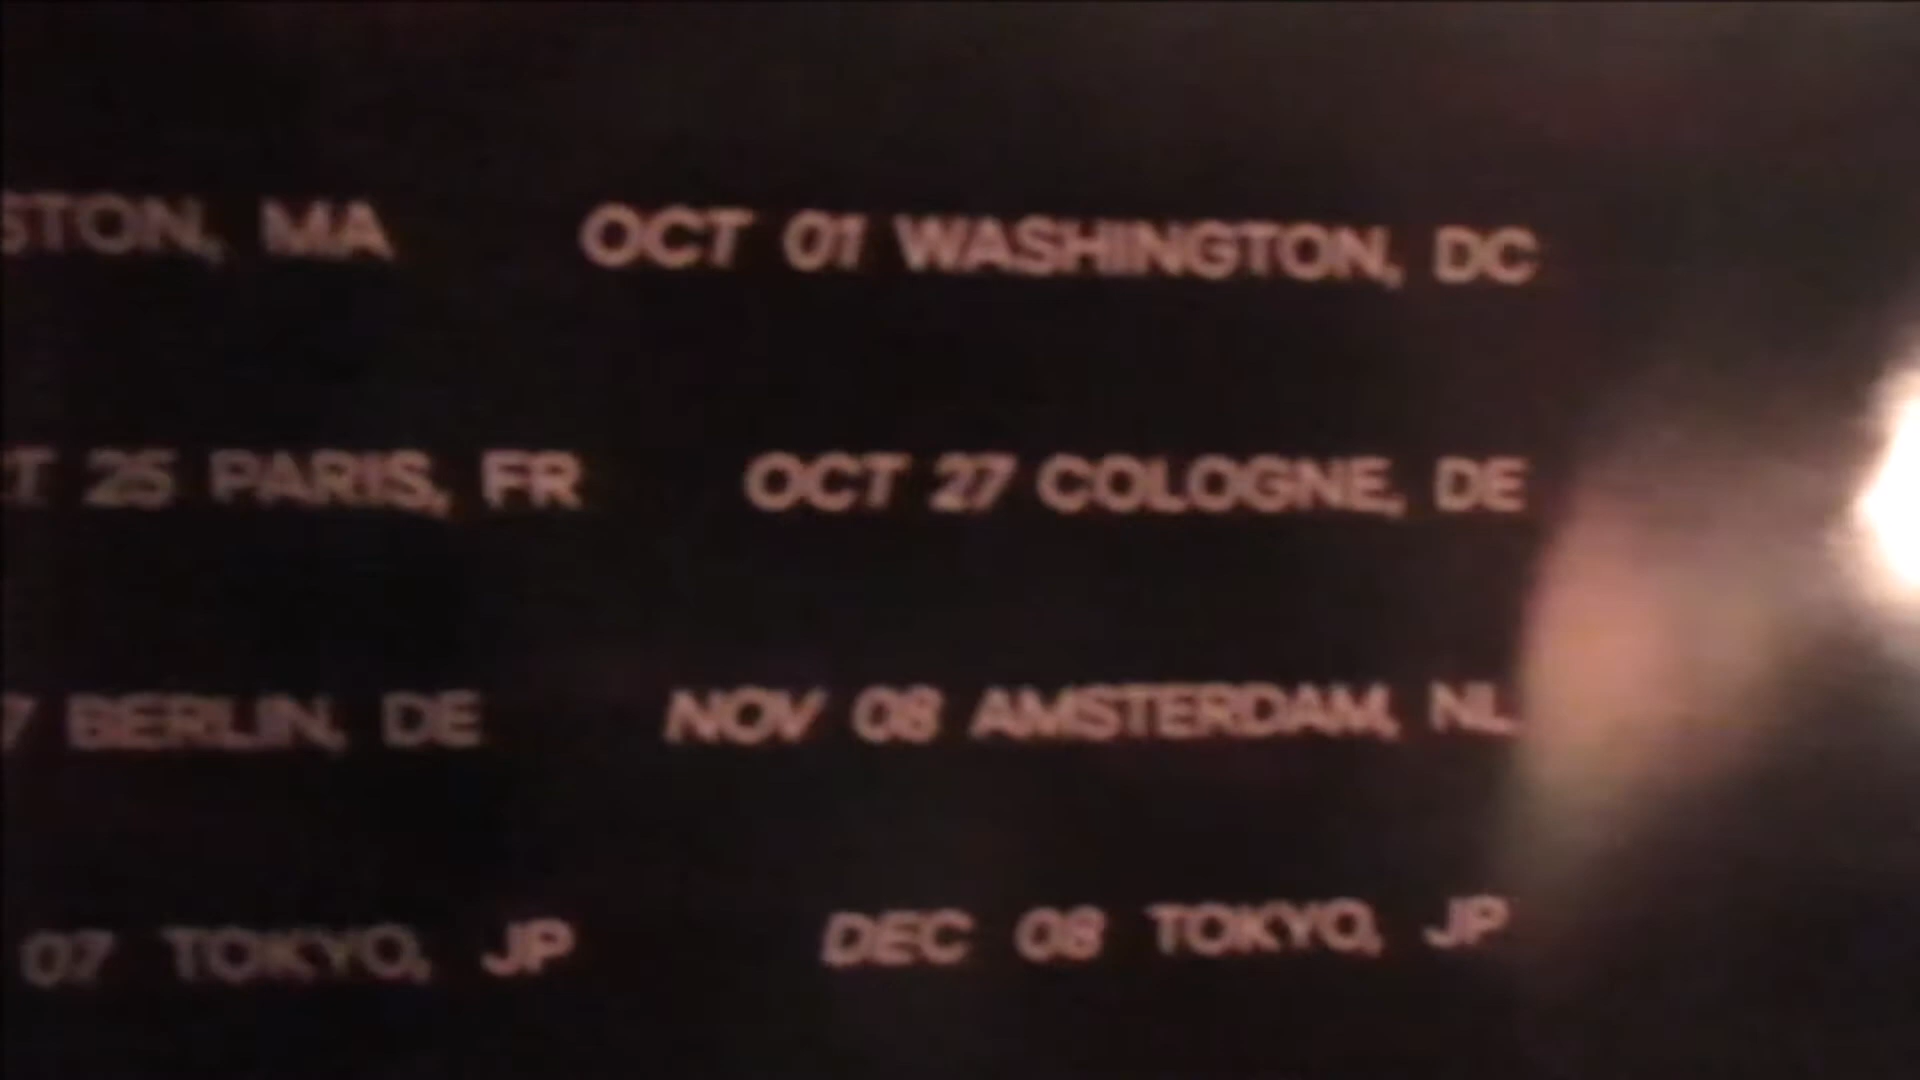 STON, MA OCT 01 WASHINGTON, DC
T 25 PARIS, FR OCT 27 COLOGNE, DE
7 BERLIN, DE NOV 08 AMSTERDAM, NL
07 TOKYO, JP DEC 08 TOKYO, JP